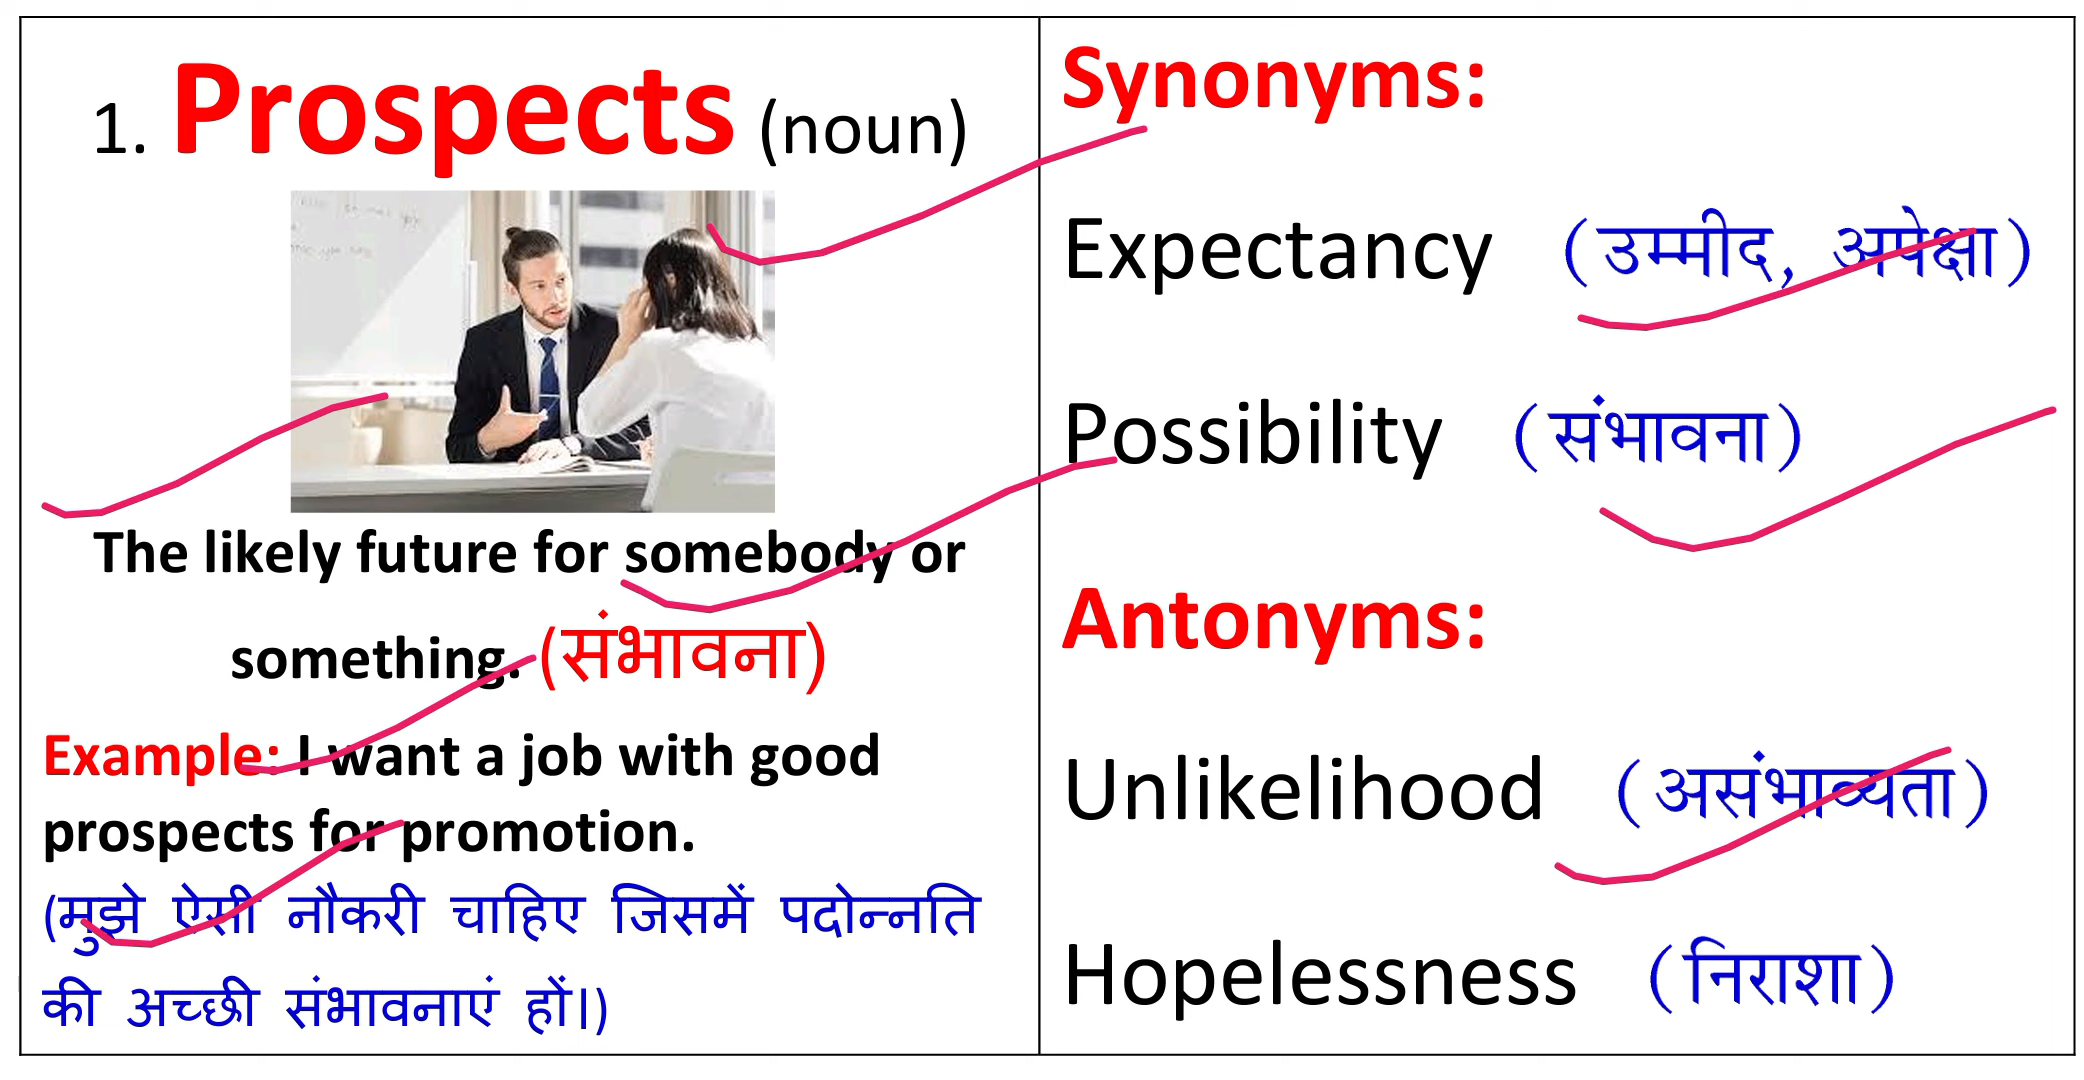 1. Prospects (noun)
The likely future for somebody or
something. (संभावना)
Example: I want a job with good
prospects for promotion.
(मुझे ऐसी नौकरी चाहिए जिसमें पदोन्नति
की अच्छी संभावनाएं हों।)
Synonyms:
Expectancy (उम्मीद, अपेक्षा)
Possibility (संभावना)
Antonyms:
Unlikelihood (असंभाव्यता)
Hopelessness (निराशा)